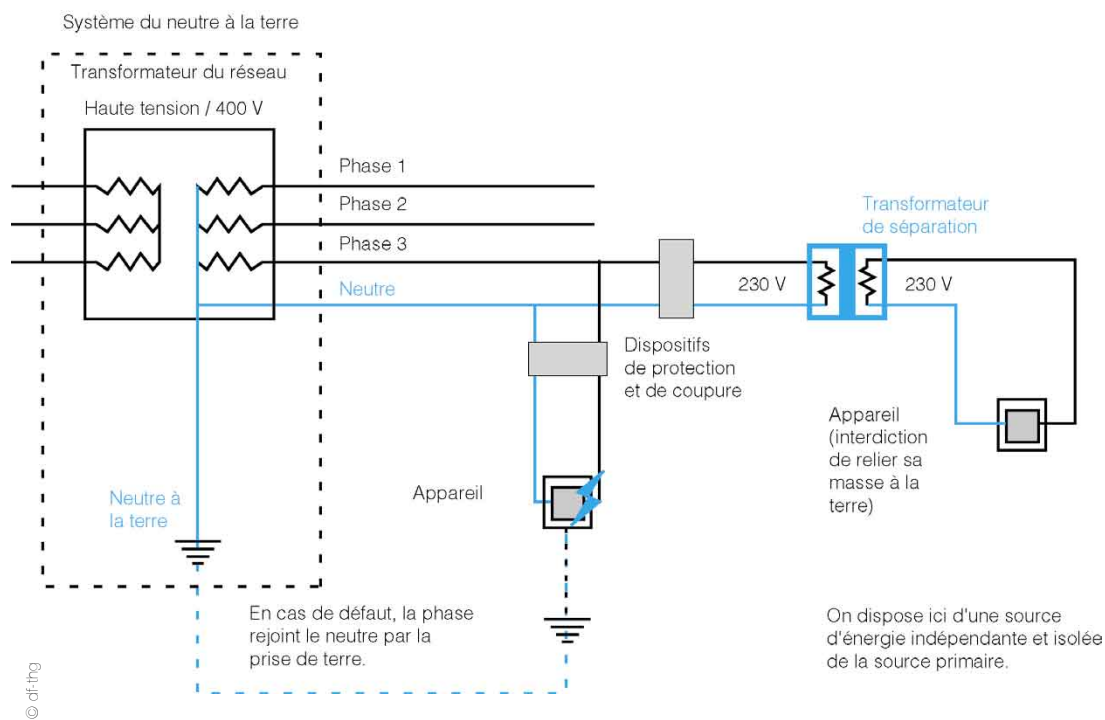 Système du neutre à la terre
Transformateur du réseau
Haute tension / 400 V
Phase 1
Phase 2
Phase 3
Neutre
Transformateur
de séparation
230 V
230 V
Dispositifs
de protection
et de coupure
Appareil
(interdiction
de relier sa
masse à la
terre)
Appareil
Neutre à
la terre
En cas de défaut, la phase
rejoint le neutre par la
prise de terre.
On dispose ici d'une source
d'énergie indépendante et isolée
de la source primaire.
© df-thg